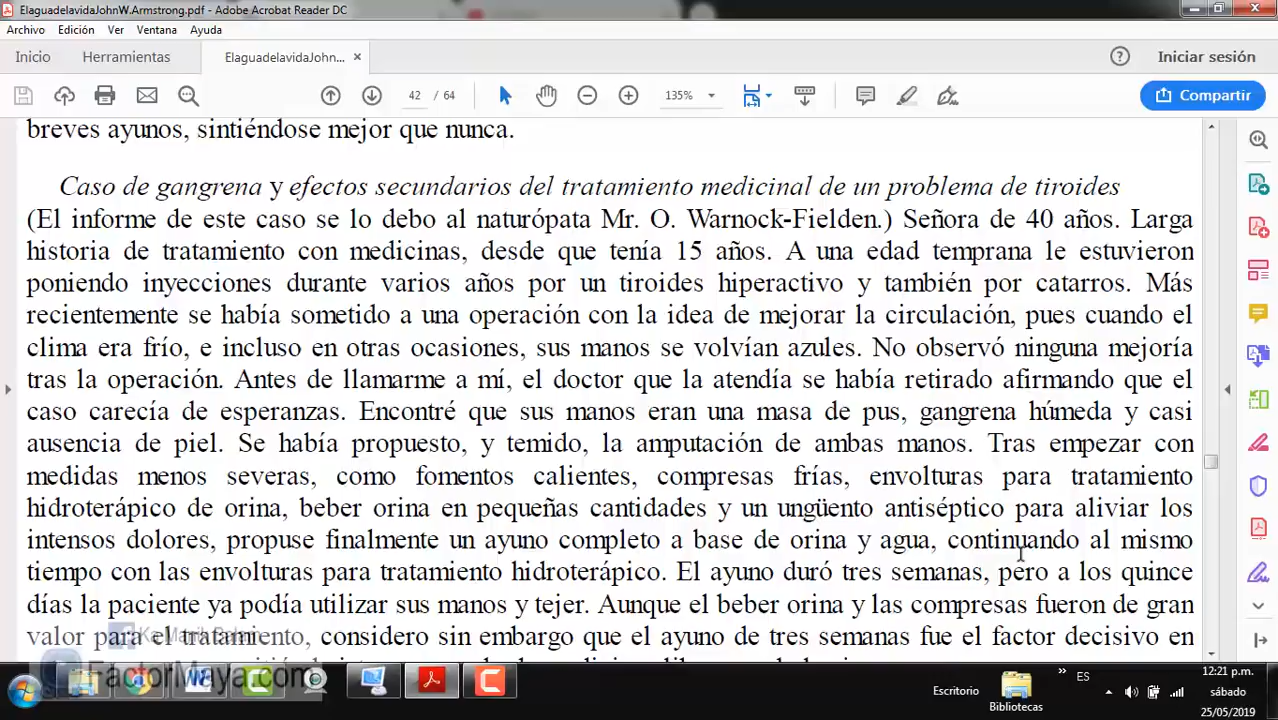 ElaguadelavidaJohnW.Armstrong.pdf - Adobe Acrobat Reader DC
Archivo Edición Ver Ventana Ayuda
Inicio Herramientas ElaguadelavidaJohn... × Iniciar sesión
42 / 64 135% Compartir
breves ayunos, sintiéndose mejor que nunca.
Caso de gangrena y efectos secundarios del tratamiento medicinal de un problema de tiroides
(El informe de este caso se lo debo al naturópata Mr. O. Warnock-Fielden.) Señora de 40 años. Larga
historia de tratamiento con medicinas, desde que tenía 15 años. A una edad temprana le estuvieron
poniendo inyecciones durante varios años por un tiroides hiperactivo y también por catarros. Más
recientemente se había sometido a una operación con la idea de mejorar la circulación, pues cuando el
clima era frío, e incluso en otras ocasiones, sus manos se volvían azules. No observó ninguna mejoría
tras la operación. Antes de llamarme a mí, el doctor que la atendía se había retirado afirmando que el
caso carecía de esperanzas. Encontré que sus manos eran una masa de pus, gangrena húmeda y casi
ausencia de piel. Se había propuesto, y temido, la amputación de ambas manos. Tras empezar con
medidas menos severas, como fomentos calientes, compresas frías, envolturas para tratamiento
hidroterápico de orina, beber orina en pequeñas cantidades y un ungüento antiséptico para aliviar los
intensos dolores, propuse finalmente un ayuno completo a base de orina y agua, continuando al mismo
tiempo con las envolturas para tratamiento hidroterápico. El ayuno duró tres semanas, pero a los quince
días la paciente ya podía utilizar sus manos y tejer. Aunque el beber orina y las compresas fueron de gran
valor para el tratamiento, considero sin embargo que el ayuno de tres semanas fue el factor decisivo en
FactorMaya.com
Escritorio
Bibliotecas
ES
12:21 p.m.
sábado
25/05/2019